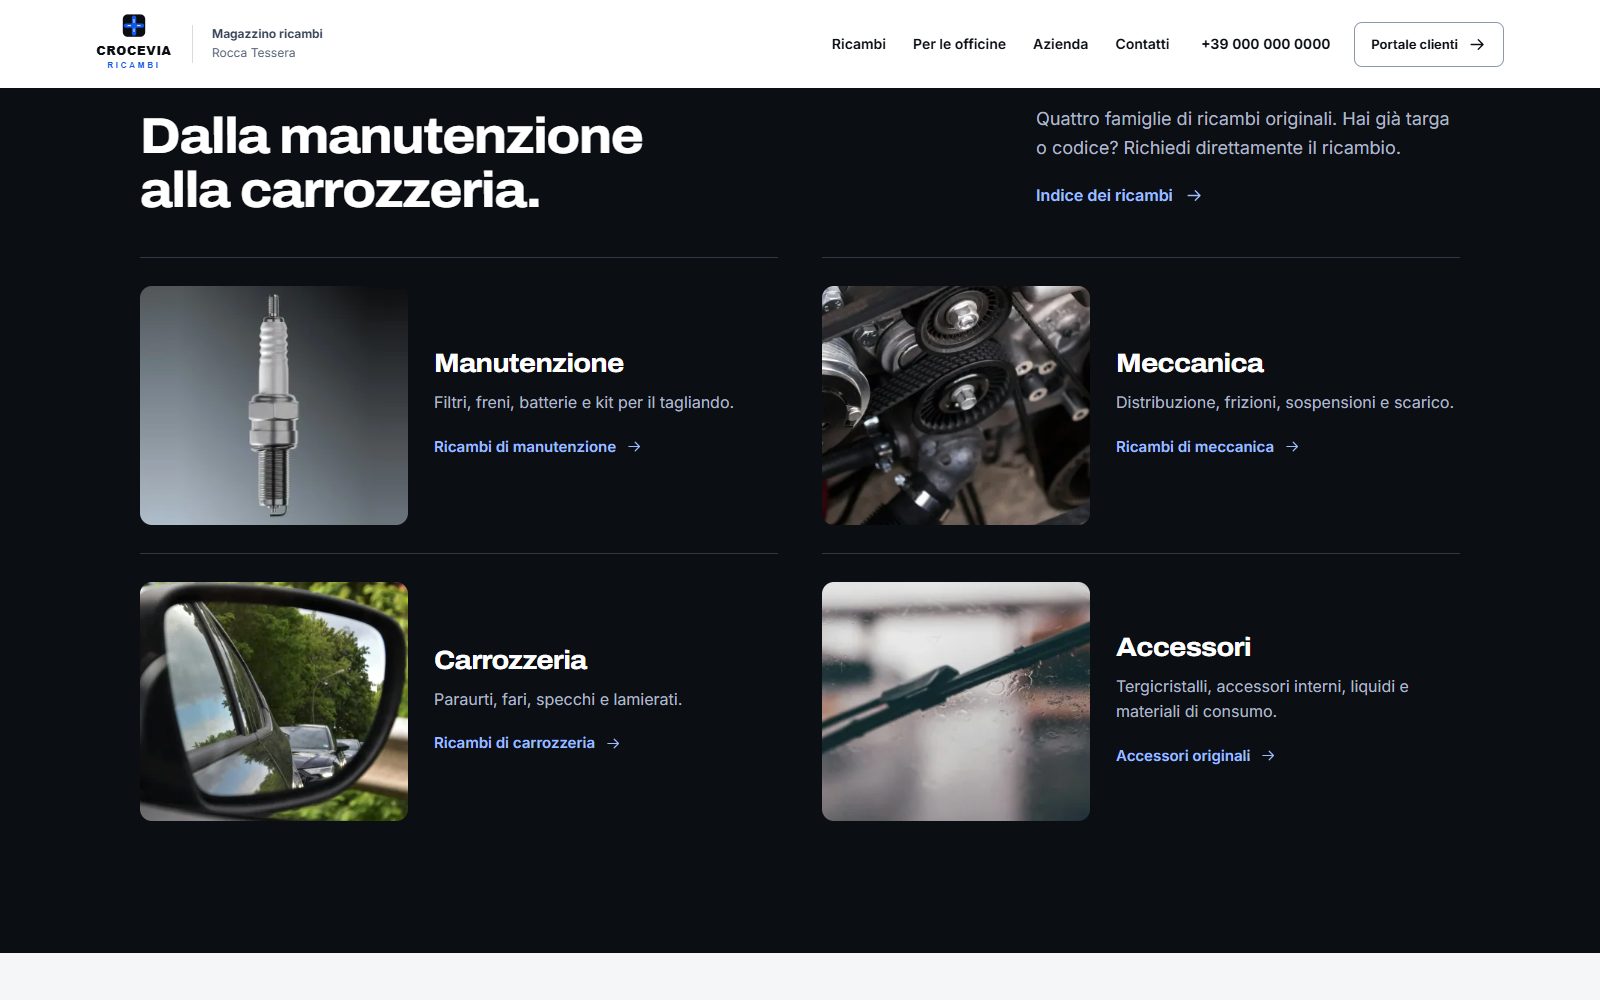 CROCEVIA
RICAMBI
Magazzino ricambi
Rocca Tessera
Ricambi
Per le officine
Azienda
Contatti
+39 000 000 0000
Portale clienti
Dalla manutenzione
alla carrozzeria.
Quattro famiglie di ricambi originali. Hai già targa
o codice? Richiedi direttamente il ricambio.
Indice dei ricambi
Manutenzione
Filtri, freni, batterie e kit per il tagliando.
Ricambi di manutenzione
Meccanica
Distribuzione, frizioni, sospensioni e scarico.
Ricambi di meccanica
Carrozzeria
Paraurti, fari, specchi e lamierati.
Ricambi di carrozzeria
Accessori
Tergicristalli, accessori interni, liquidi e
materiali di consumo.
Accessori originali